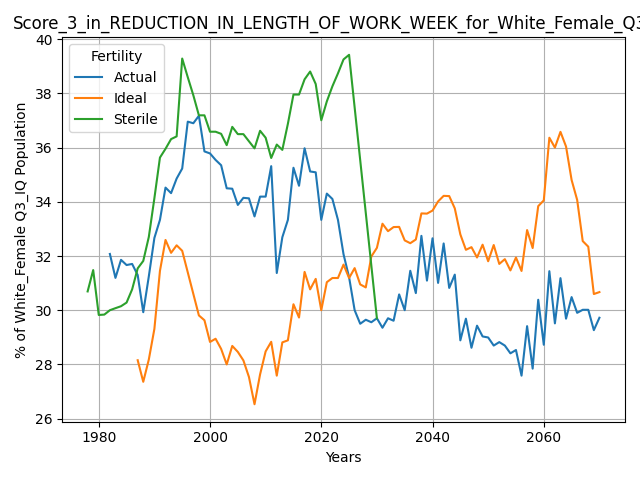 Score_3_in_REDUCTION_IN_LENGTH_OF_WORK_WEEK_for_White_Female_Q3
Fertility
Actual
Ideal
Sterile
% of White_Female Q3_IQ Population
40
38
36
34
32
30
28
26
1980
2000
2020
2040
2060
Years